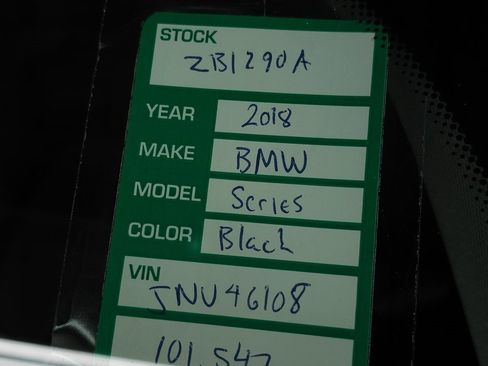 STOCK
ZB1290A
YEAR 2018
MAKE BMW
MODEL Series
COLOR Black
VIN
JNU46108
101,547